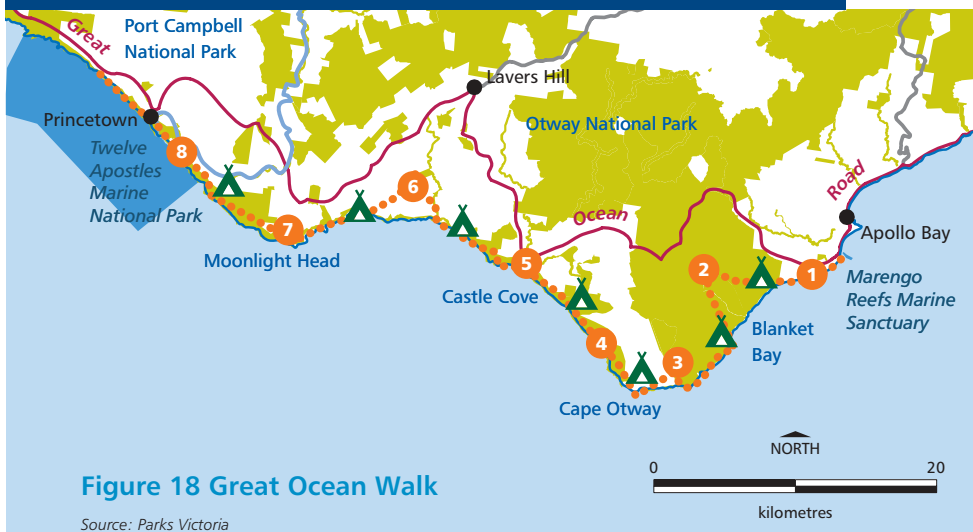 Great
Port Campbell
National Park
Lavers Hill
Princetown
Otway National Park
Twelve
Apostles
Marine
National Park
8
6
7
Moonlight Head
Ocean
Road
Apollo Bay
5
2
1
Castle Cove
Marengo
Reefs Marine
Sanctuary
4
3
Blanket
Bay
Cape Otway
NORTH
0 20
kilometres
Figure 18 Great Ocean Walk
Source: Parks Victoria